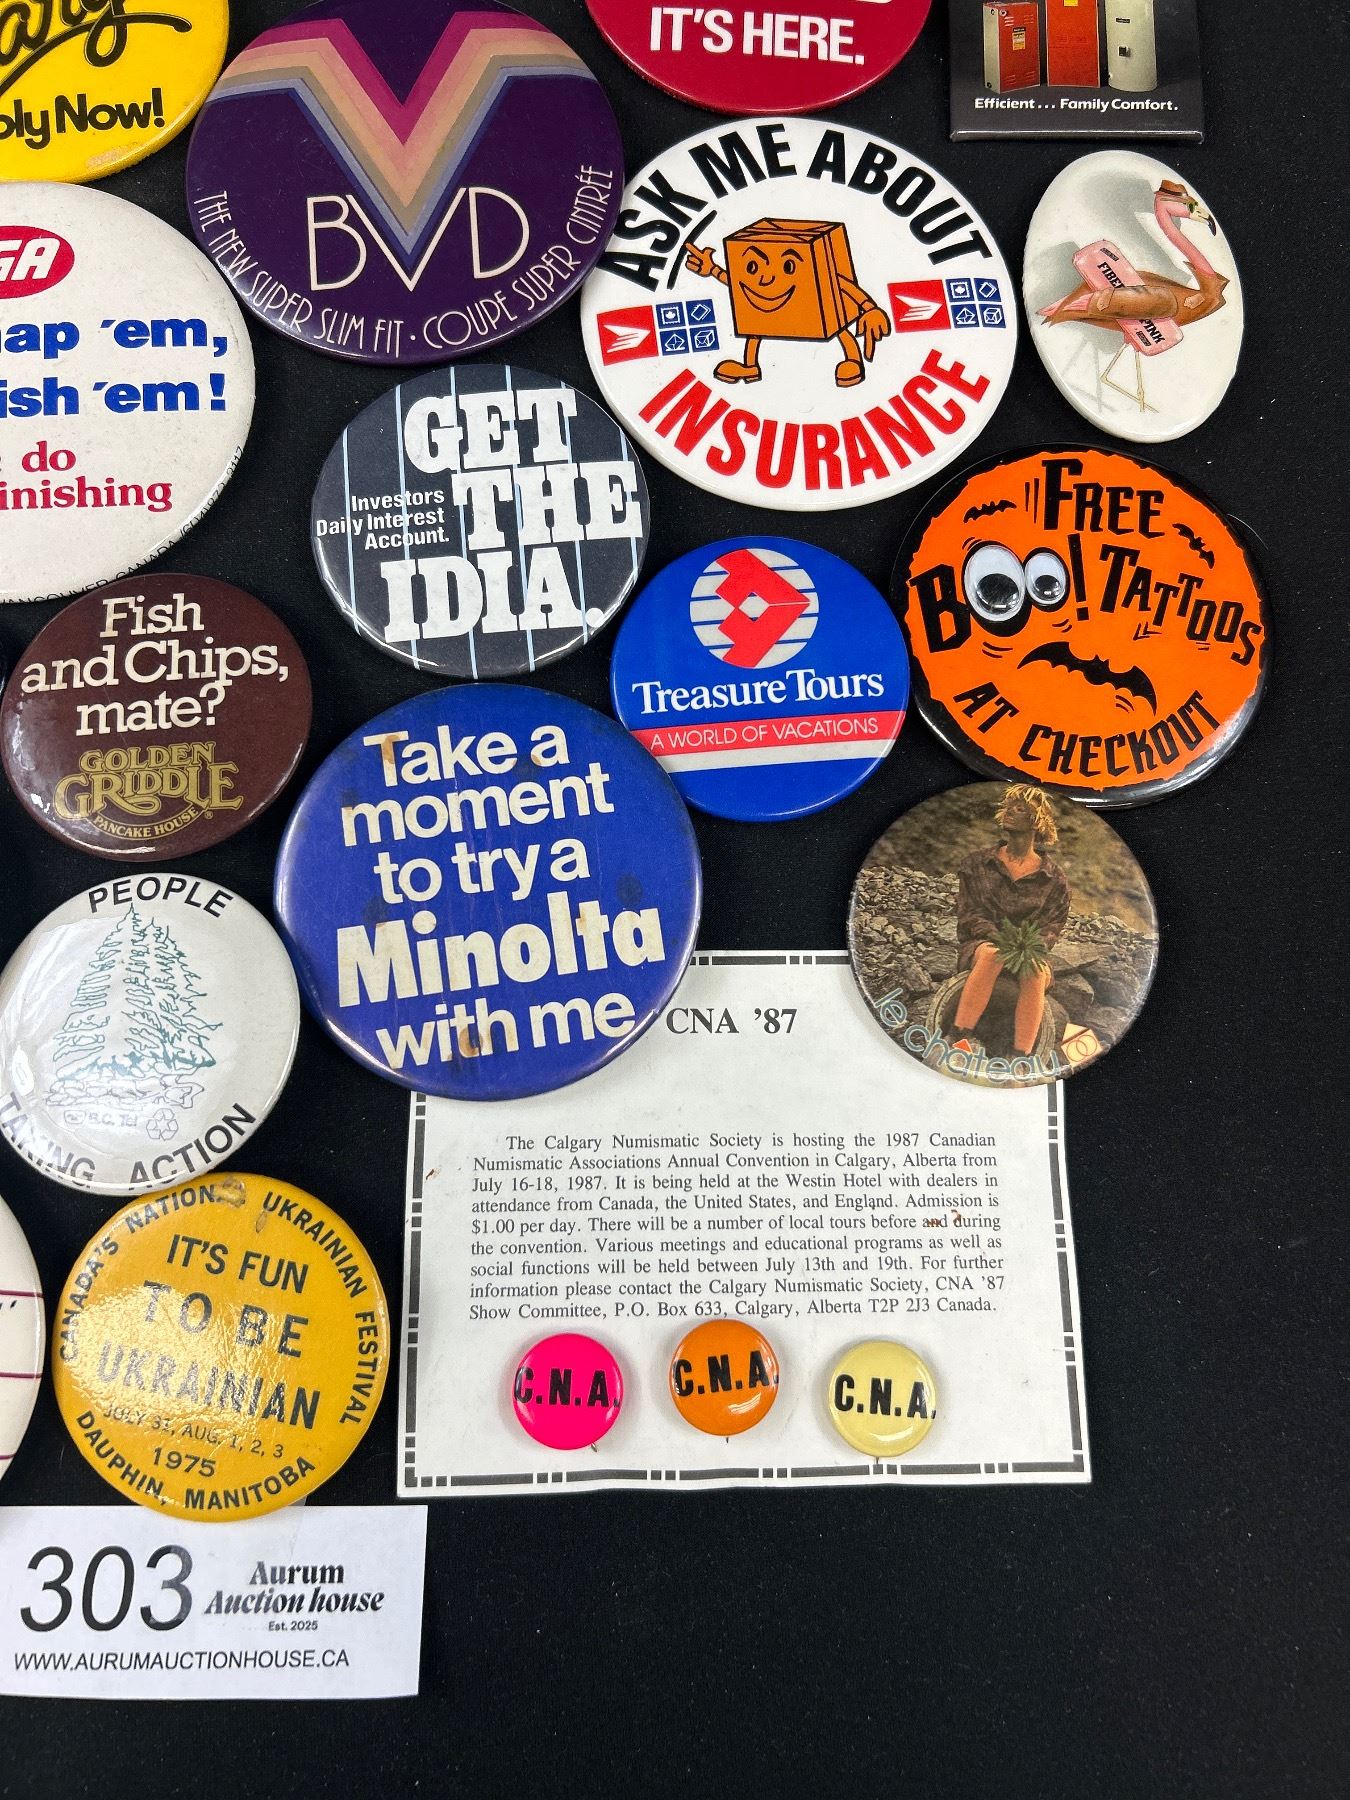 Now!
IT'S HERE.
Efficient... Family Comfort.
BVD
THE NEW SUPER SLIM FIT · COUPE SUPER CINTRÉE
ASK ME ABOUT
INSURANCE
FIBER
PINK
'em,
'em!
do
GET
THE
IDIA.
Investors
Daily Interest
Account.
Treasure Tours
A WORLD OF VACATIONS
FREE
BOO! TATTOOS
AT CHECKOUT
Fish
and Chips,
mate?
GOLDEN
GRIDDLE
PANCAKE HOUSE
Take a
moment
to try a
Minolta
with me
le château
PEOPLE
TAKING ACTION
B.C. Tel
CANADA'S NATIONAL UKRAINIAN FESTIVAL
IT'S FUN
TO BE
UKRAINIAN
JULY 31, AUG. 1, 2, 3
1975
DAUPHIN, MANITOBA
CNA '87
The Calgary Numismatic Society is hosting the 1987 Canadian
Numismatic Associations Annual Convention in Calgary, Alberta from
July 16-18, 1987. It is being held at the Westin Hotel with dealers in
attendance from Canada, the United States, and England. Admission is
$1.00 per day. There will be a number of local tours before and during
the convention. Various meetings and educational programs as well as
social functions will be held between July 13th and 19th. For further
information please contact the Calgary Numismatic Society, CNA '87
Show Committee, P.O. Box 633, Calgary, Alberta T2P 2J3 Canada.
C.N.A.
C.N.A.
C.N.A.
303
Aurum
Auction house
Est. 2025
WWW.AURUMAUCTIONHOUSE.CA